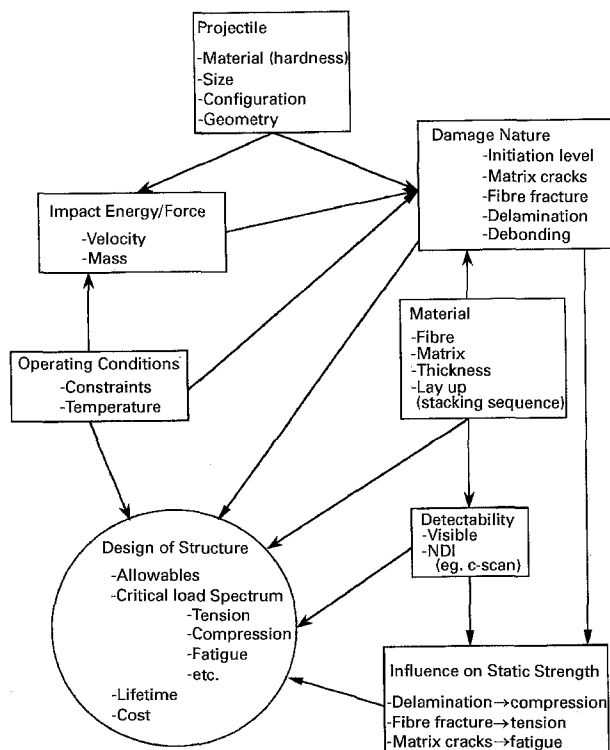 Projectile
-Material (hardness)
-Size
-Configuration
-Geometry
Damage Nature
-Initiation level
-Matrix cracks
-Fibre fracture
-Delamination
-Debonding
Impact Energy/Force
-Velocity
-Mass
Material
-Fibre
-Matrix
-Thickness
-Lay up
(stacking sequence)
Operating Conditions
-Constraints
-Temperature
Detectability
-Visible
-NDI
(eg. c-scan)
Design of Structure
-Allowables
-Critical load Spectrum
-Tension
-Compression
-Fatigue
-etc.
-Lifetime
-Cost
Influence on Static Strength
-Delamination→compression
-Fibre fracture→tension
-Matrix cracks→fatigue